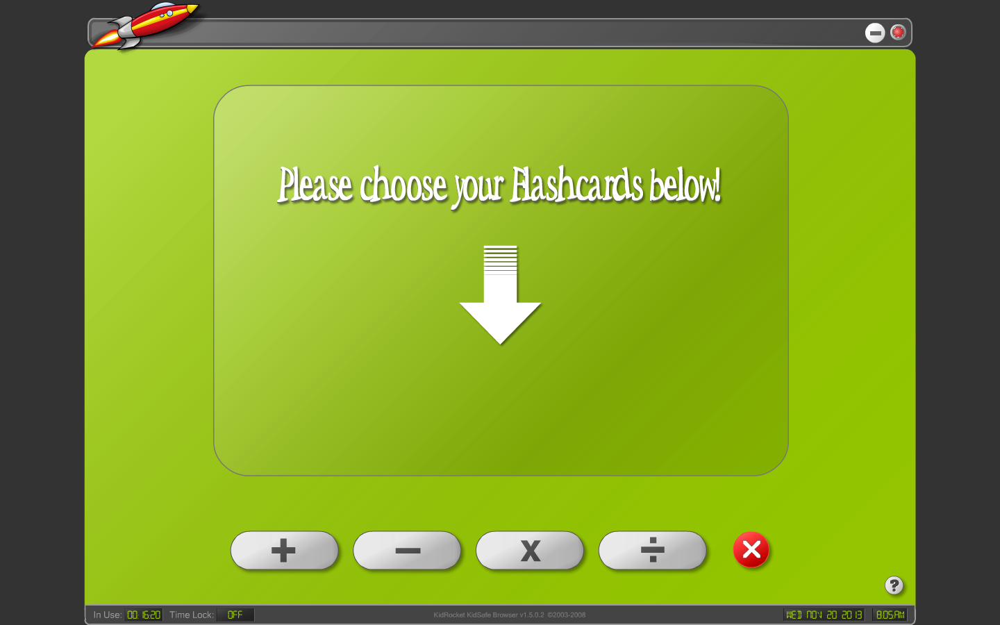 Please choose your Flashcards below!
+ − x ÷
?
In Use: 00:16:20 Time Lock: OFF KidRocket KidSafe Browser v1.5.0.2 ©2003-2008 WED NOV 20 2013 8:05AM